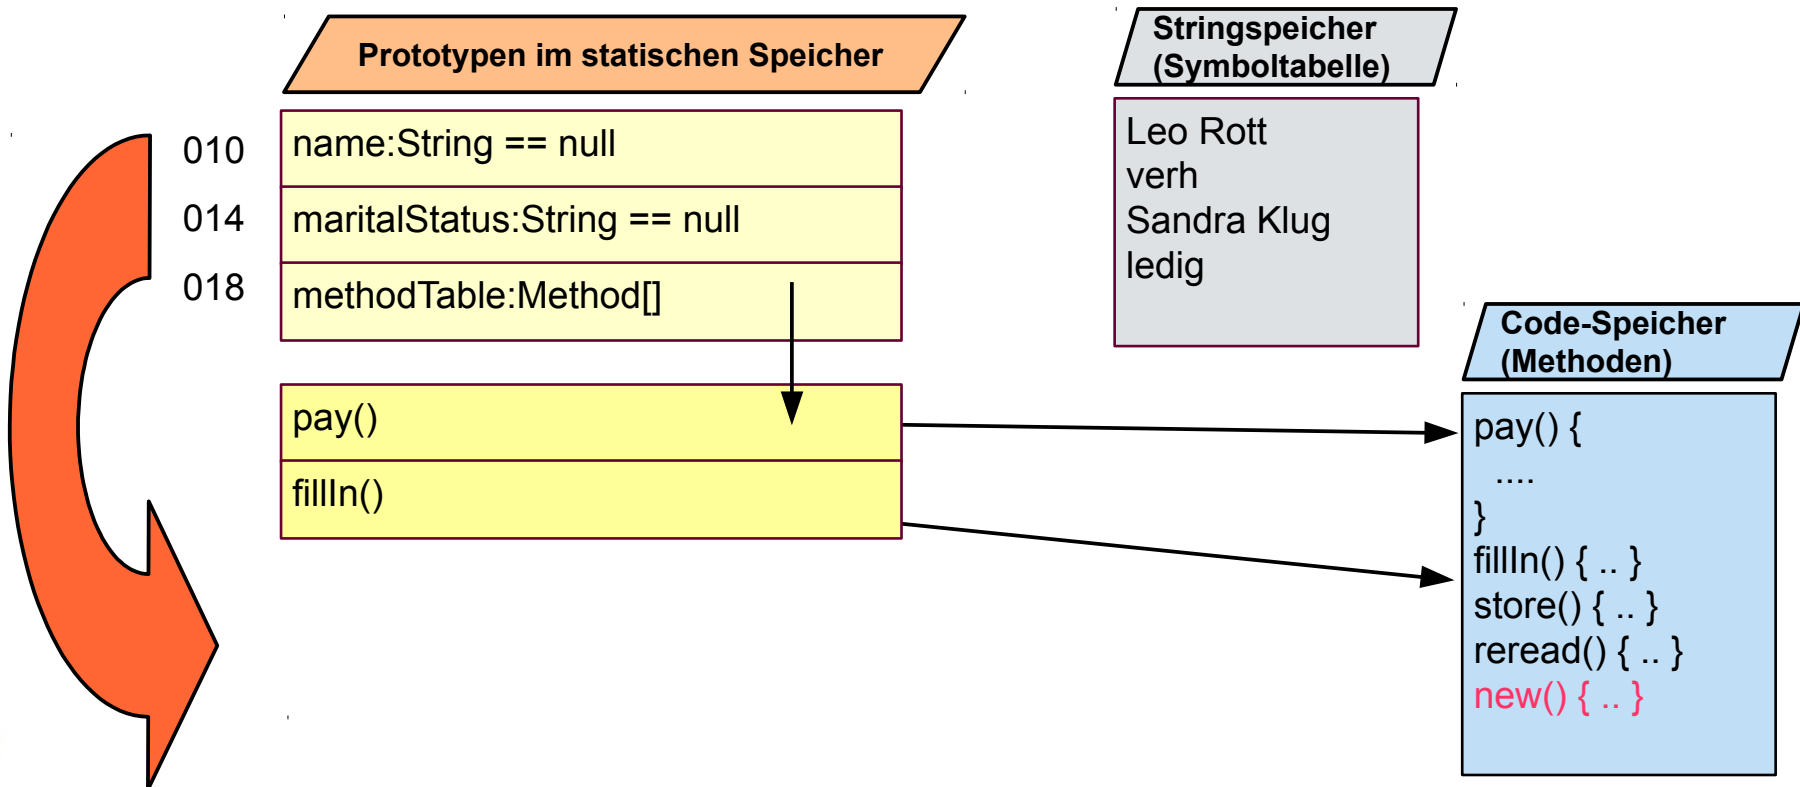 Prototypen im statischen Speicher
010
name:String == null
014
maritalStatus:String == null
018
methodTable:Method[]
pay()
fillIn()
Stringspeicher
(Symboltabelle)
Leo Rott
verh
Sandra Klug
ledig
Code-Speicher
(Methoden)
pay() {
....
}
fillIn() { .. }
store() { .. }
reread() { .. }
new() { .. }